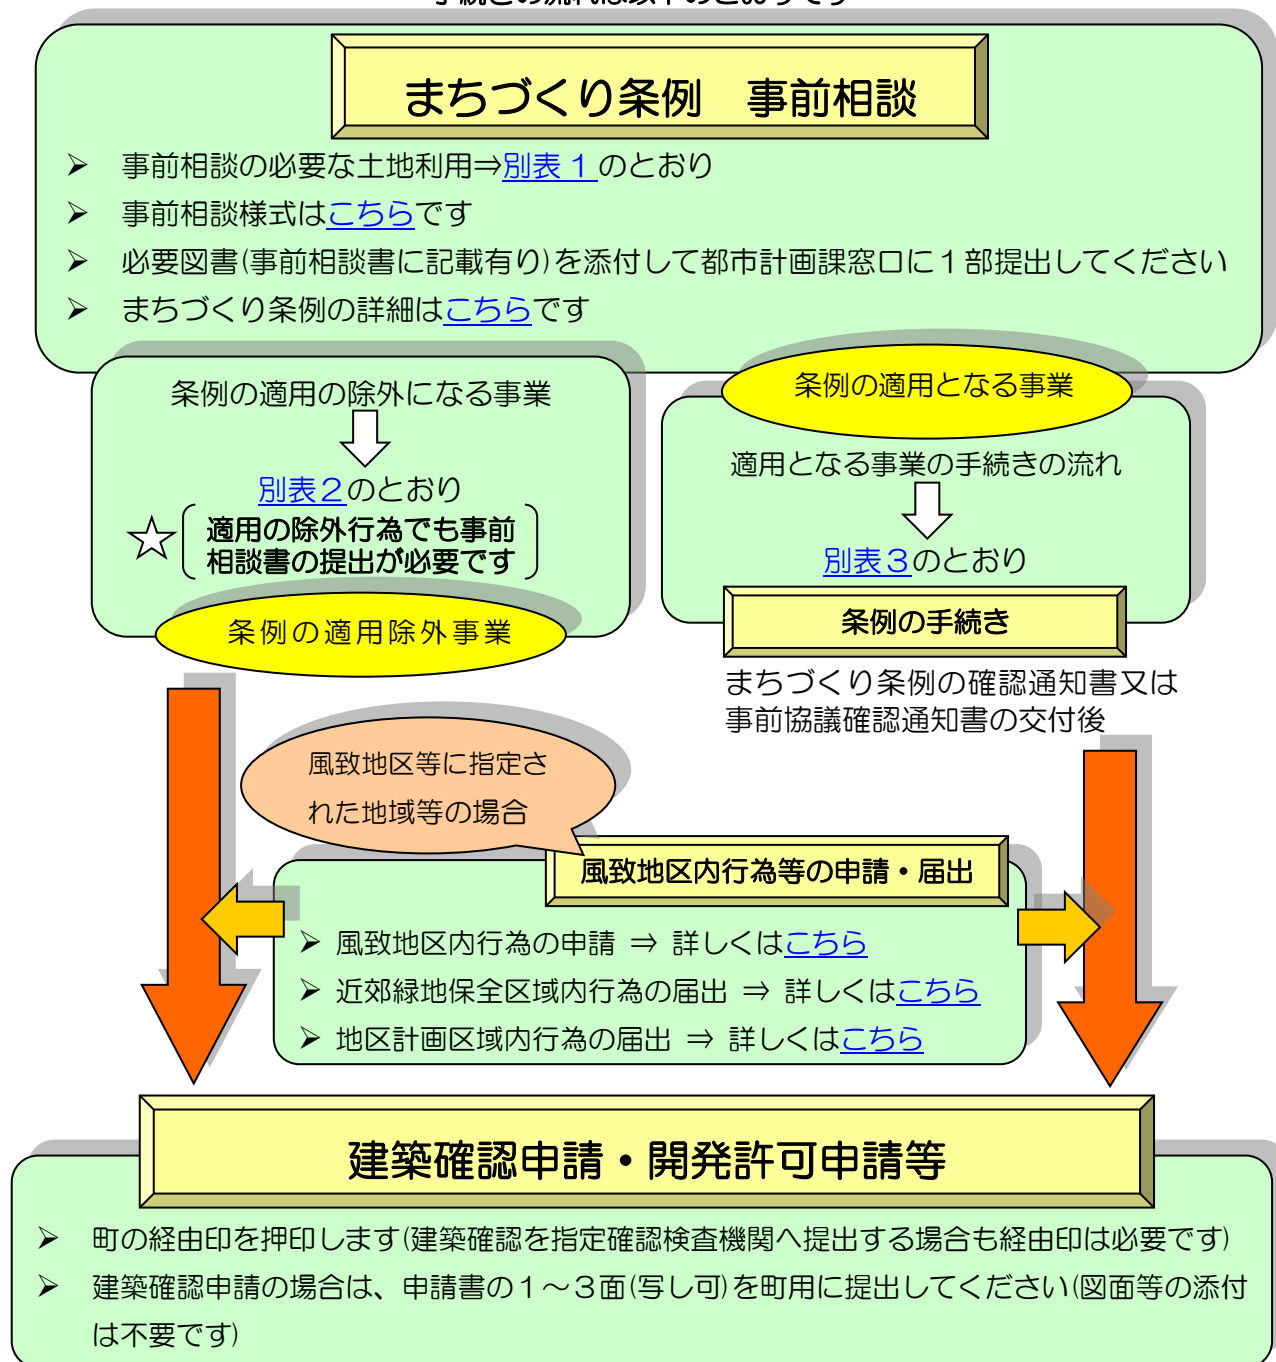 手続きの流れは以下のとおりです
まちづくり条例　事前相談
➢ 事前相談の必要な土地利用⇒別表１のとおり
➢ 事前相談様式はこちらです
➢ 必要図書(事前相談書に記載有り)を添付して都市計画課窓口に１部提出してください
➢ まちづくり条例の詳細はこちらです
条例の適用の除外になる事業
別表２のとおり
☆ 適用の除外行為でも事前
相談書の提出が必要です
条例の適用除外事業
条例の適用となる事業
適用となる事業の手続きの流れ
別表３のとおり
条例の手続き
まちづくり条例の確認通知書又は
事前協議確認通知書の交付後
風致地区等に指定さ
れた地域等の場合
風致地区内行為等の申請・届出
➢ 風致地区内行為の申請 ⇒ 詳しくはこちら
➢ 近郊緑地保全区域内行為の届出 ⇒ 詳しくはこちら
➢ 地区計画区域内行為の届出 ⇒ 詳しくはこちら
建築確認申請・開発許可申請等
➢ 町の経由印を押印します(建築確認を指定確認検査機関へ提出する場合も経由印は必要です)
➢ 建築確認申請の場合は、申請書の１～３面(写し可)を町用に提出してください(図面等の添付
は不要です)